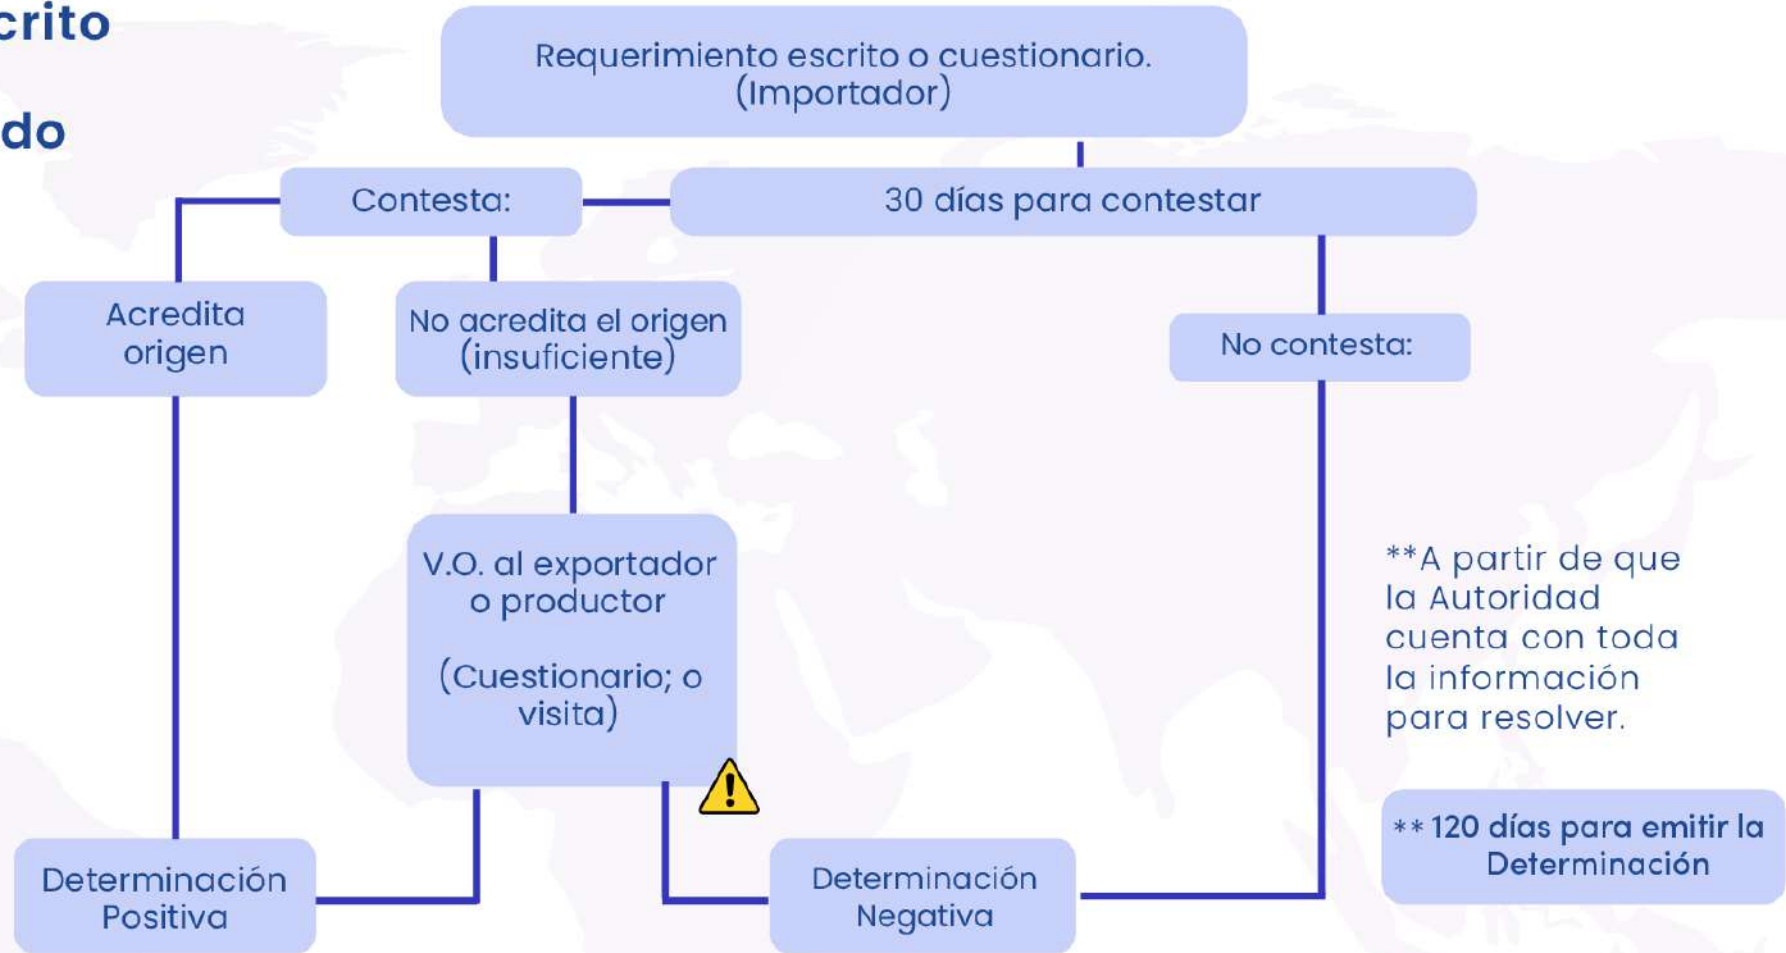 Requerimiento escrito o cuestionario.
(Importador)
30 días para contestar
Contesta:
Acredita
origen
No acredita el origen
(insuficiente)
No contesta:
V.O. al exportador
o productor
(Cuestionario; o
visita)
**A partir de que
la Autoridad
cuenta con toda
la información
para resolver.
** 120 días para emitir la
Determinación
Determinación
Positiva
Determinación
Negativa